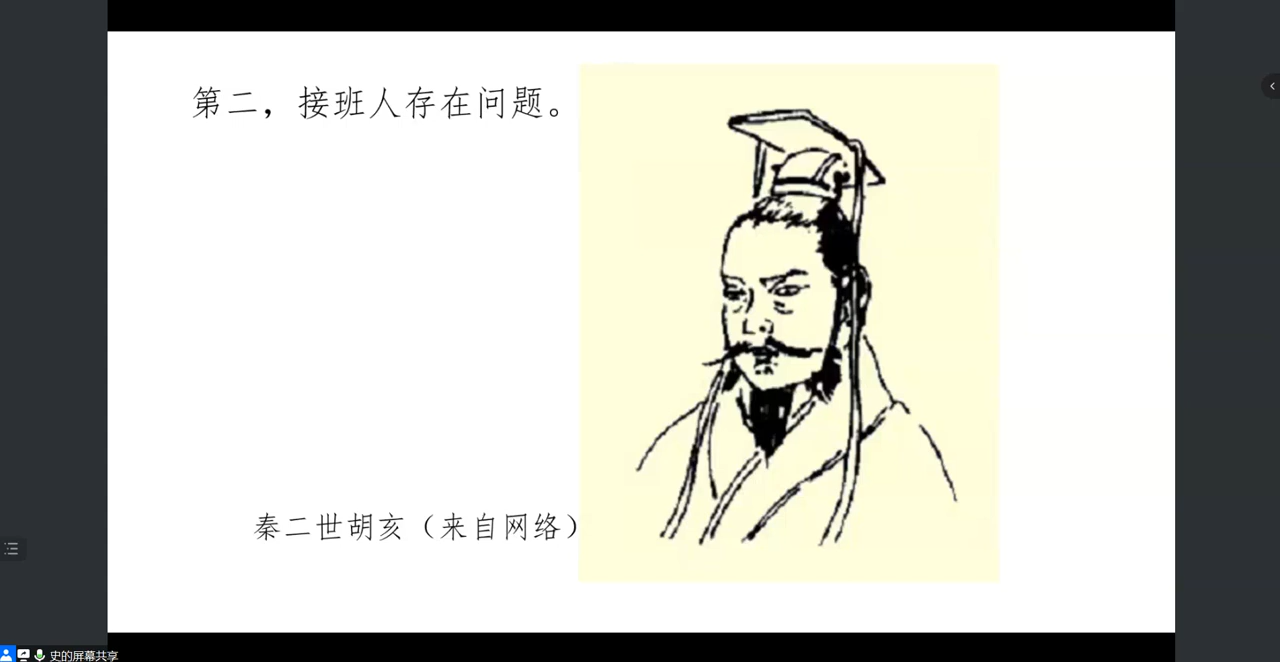 第二，接班人存在问题。
秦二世胡亥（来自网络）
史的屏幕共享